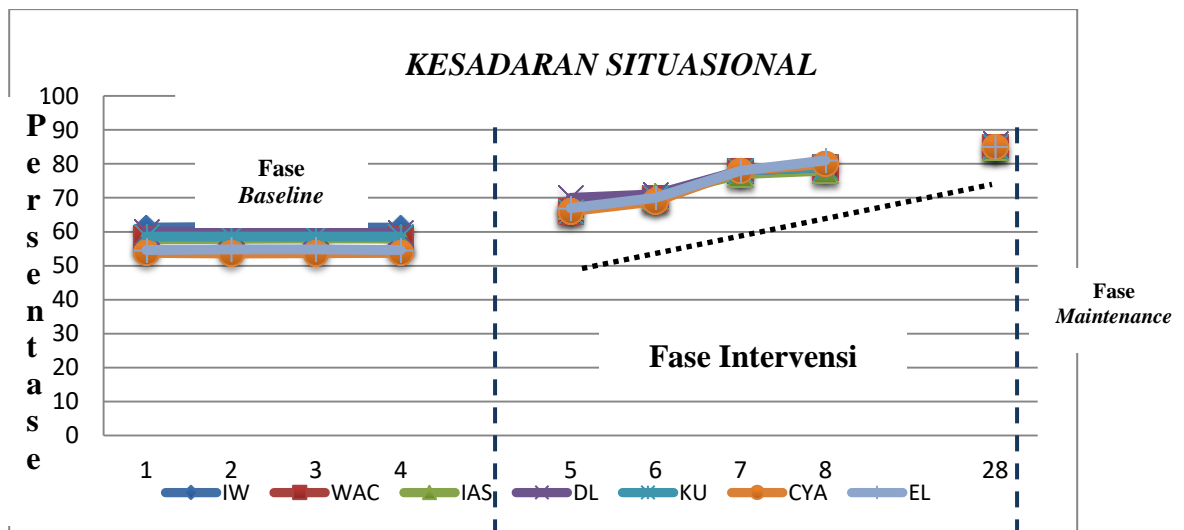 KESADARAN SITUASIONAL
Persentase
100
90
80
70
60
50
40
30
20
10
0
Fase
Baseline
Fase Intervensi
Fase
Maintenance
1 2 3 4 5 6 7 8 28
IW WAC IAS DL KU CYA EL